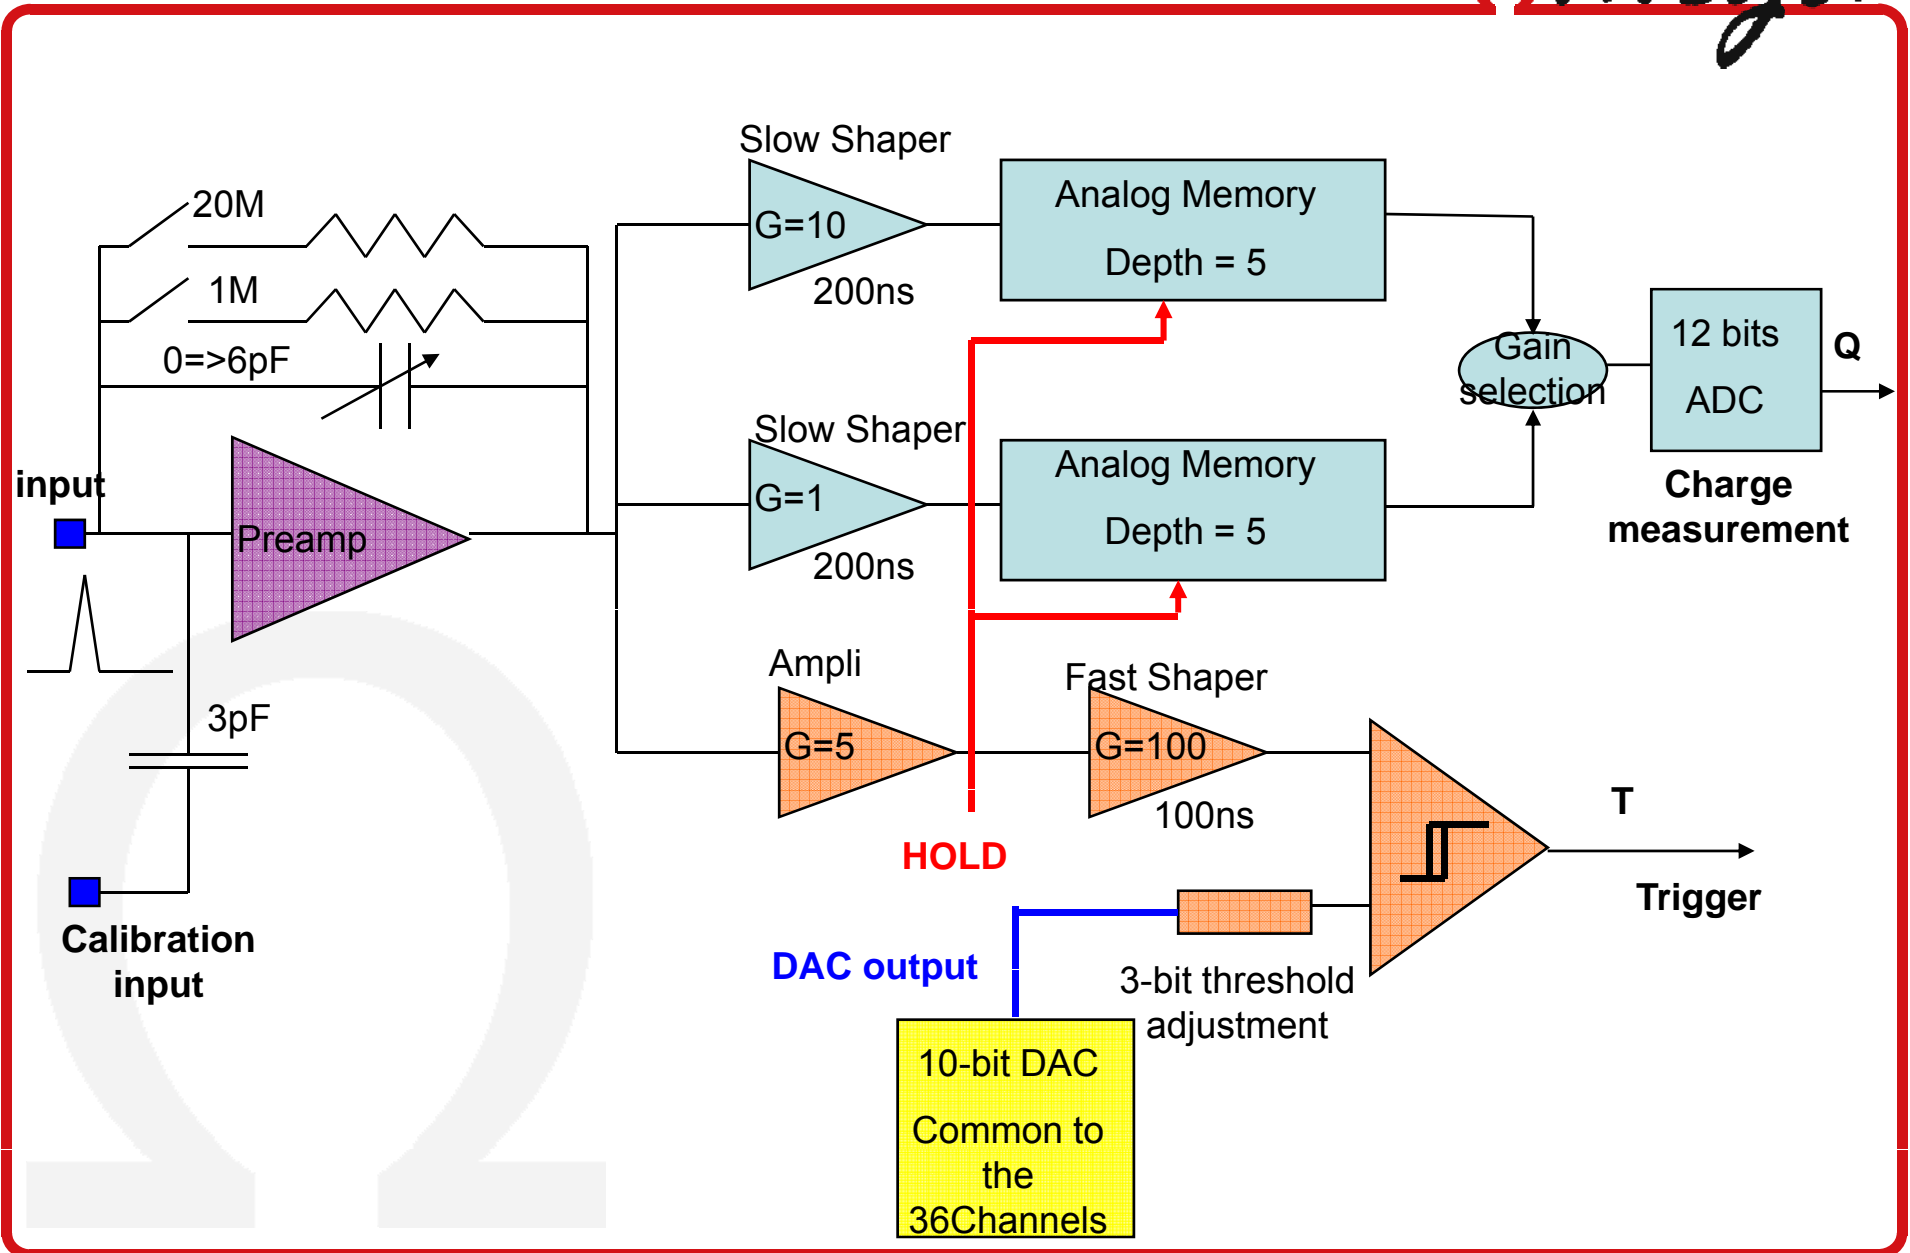 Slow Shaper
20M
G=10
Analog Memory
Depth = 5
1M
200ns
0=>6pF
Gain
selection
12 bits
ADC
Q
Slow Shaper
input
G=1
Analog Memory
Depth = 5
Charge
measurement
Preamp
200ns
Ampli
Fast Shaper
3pF
G=5
G=100
100ns
T
HOLD
Trigger
Calibration
input
DAC output
3-bit threshold
adjustment
10-bit DAC
Common to
the
36Channels